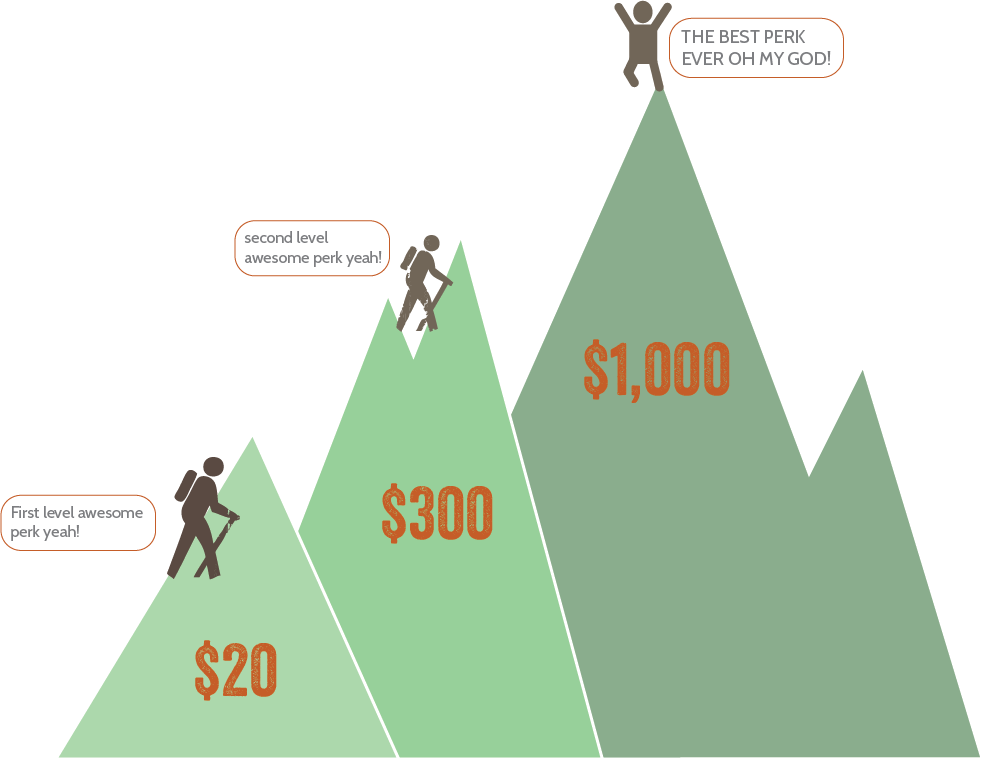 THE BEST PERK
EVER OH MY GOD!
second level
awesome perk yeah!
$1,000
$300
First level awesome
perk yeah!
$20